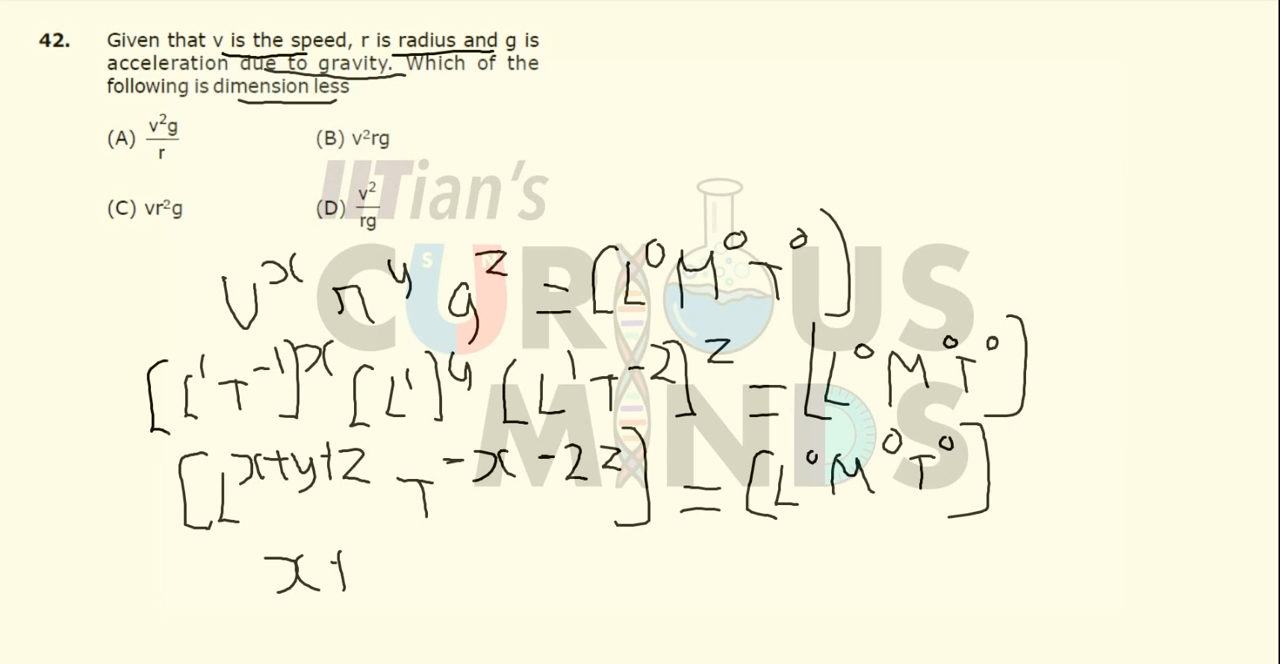 42. Given that v is the speed, r is radius and g is
acceleration due to gravity. Which of the
following is dimension less
(A) v²g/r (B) v²rg
(C) vr²g (D) v²/rg
IITian's
CURIOUS
MINDS
v^x r^y g^z = [L⁰M⁰T⁰]
[L¹T⁻¹]^x [L¹]^y [L¹T⁻²]^z = [L⁰M⁰T⁰]
[L^x+y+z T^-x-2z] = [L⁰M⁰T⁰]
x+